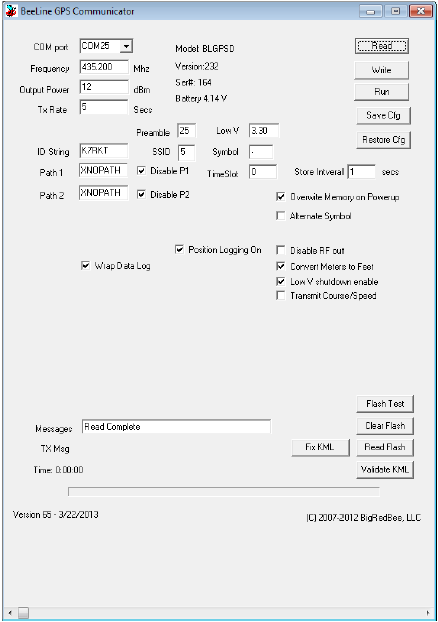 BeeLine GPS Communicator
COM port COM25 Model: BLGPSD Read
Frequency 435.200 Mhz Version:232 Write
Output Power 12 dBm Ser#: 164 Run
Tx Rate 5 Secs Battery 4.14 V
Save Cfg
Preamble 25 Low V 3.30 Restore Cfg
ID String K7RKT SSID 5 Symbol -
Path 1 XNOPATH Disable P1 TimeSlot 0 Store Intveral 1 secs
Path 2 XNOPATH Disable P2 Overwite Memory on Powerup
Alternate Symbol
Position Logging On Disable RF out
Wrap Data Log Convert Meters to Feet
Low V shutdown enable
Transmit Course/Speed
Flash Test
Messages Read Complete Clear Flash
TX Msg Fix KML Read Flash
Time: 0:00:00 Validate KML
Version 65 - 3/22/2013 (C) 2007-2012 BigRedBee, LLC